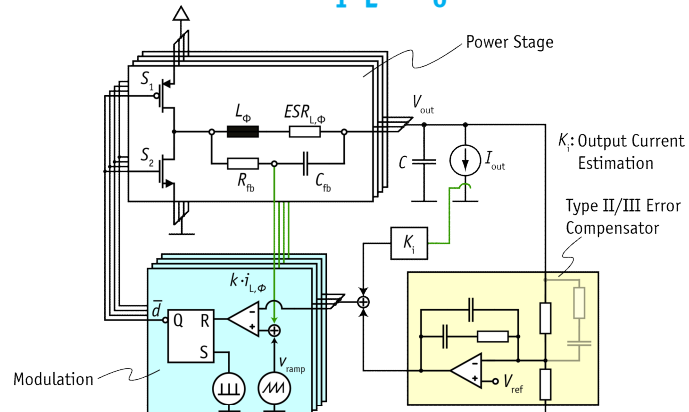 Power Stage
S1
LΦ
ESRL,Φ
Vout
S2
Rfb
Cfb
C
Iout
Ki: Output Current
Estimation
Type II/III Error
Compensator
Ki
k·iL,Φ
d̅
Q
R
S
vramp
Vref
Modulation